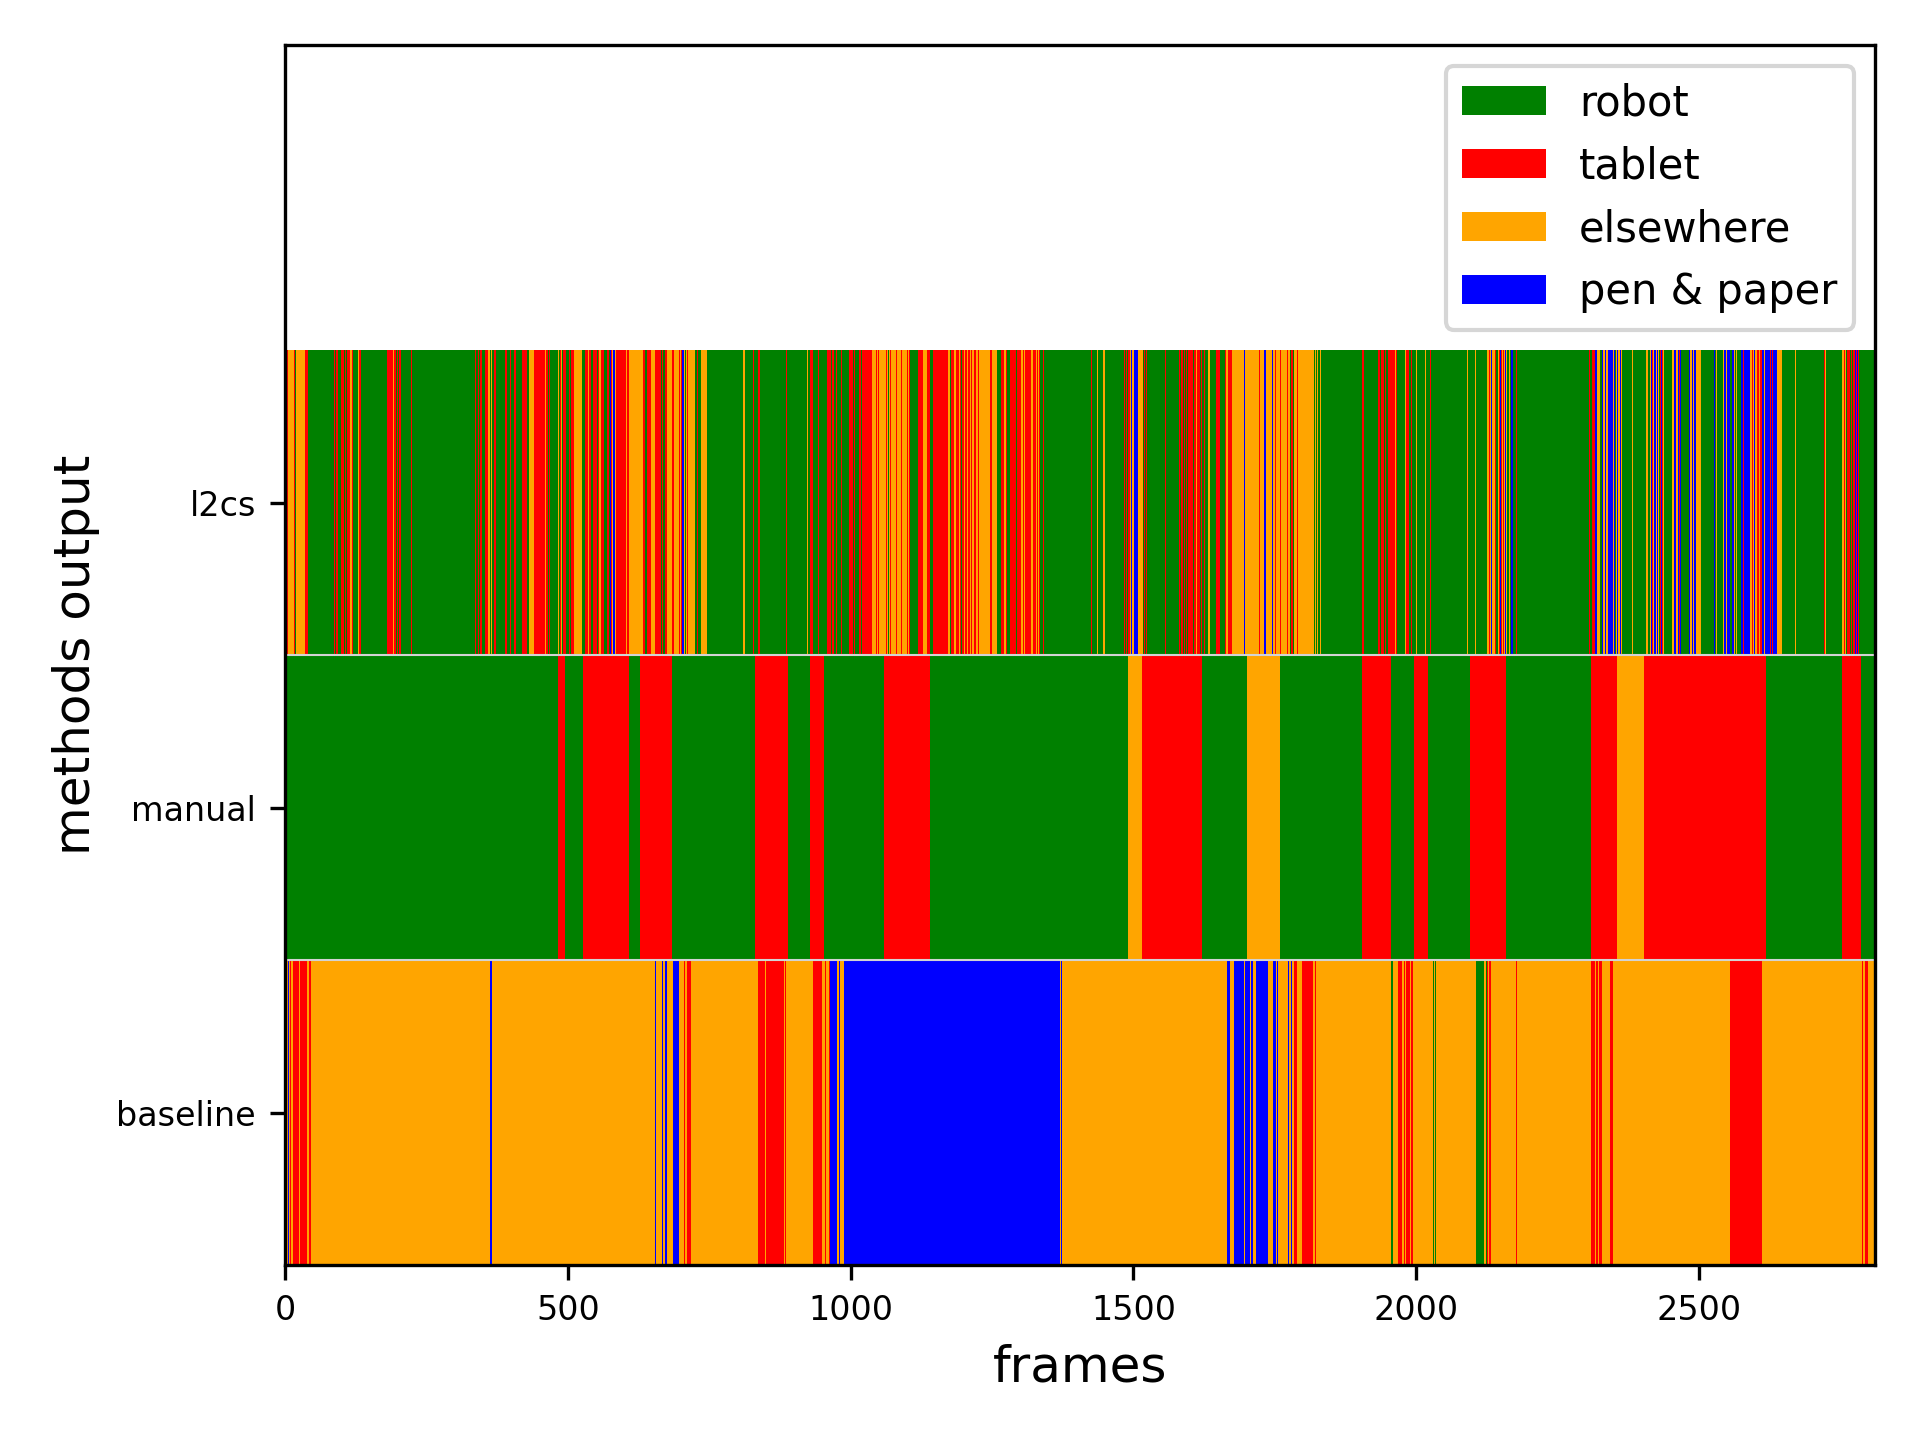 robot
tablet
elsewhere
pen & paper
methods output
l2cs
manual
baseline
0 500 1000 1500 2000 2500
frames